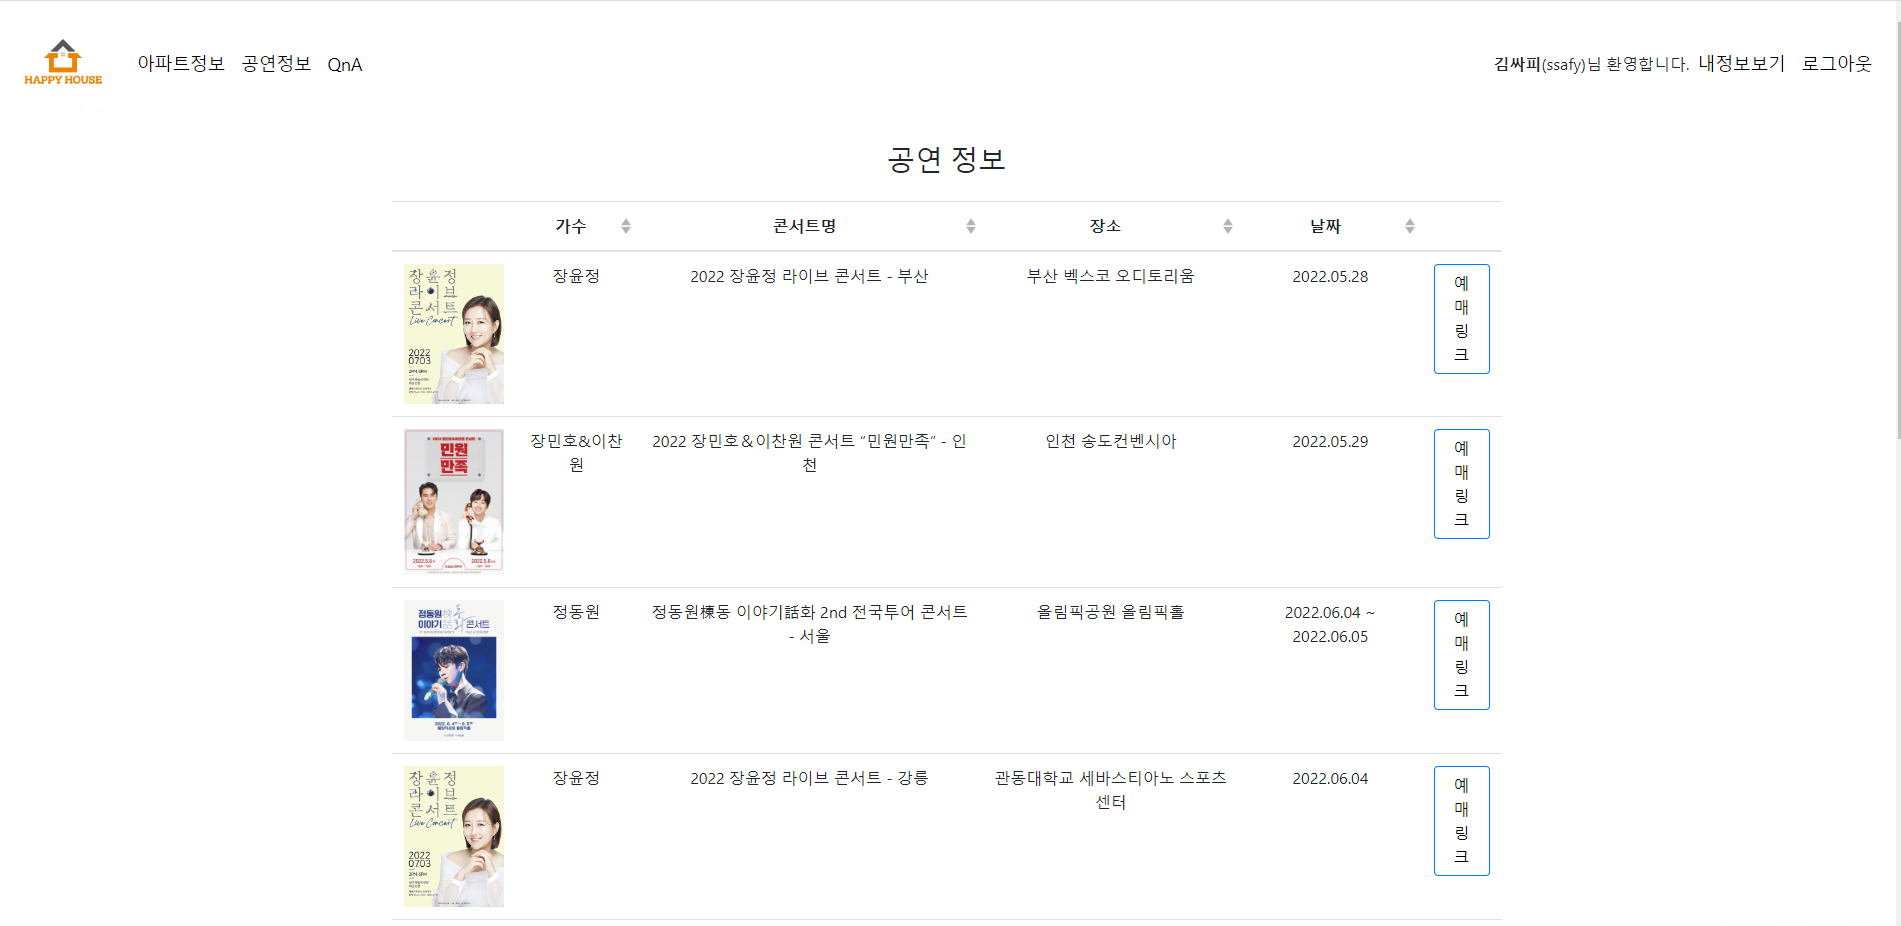 HAPPY HOUSE
아파트정보 공연정보 QnA
김싸피(ssafy)님 환영합니다. 내정보보기 로그아웃
공연 정보
가수 콘서트명 장소 날짜
장윤정
라이브
콘서트
Live Concert
2022
0703
장윤정
2022 장윤정 라이브 콘서트 - 부산
부산 벡스코 오디토리움
2022.05.28
예
매
링
크
민원
만족
장민호&이찬
원
2022 장민호＆이찬원 콘서트 “민원만족” - 인
천
인천 송도컨벤시아
2022.05.29
예
매
링
크
정동원
이야기 콘서트
정동원
정동원棟동 이야기話화 2nd 전국투어 콘서트
- 서울
올림픽공원 올림픽홀
2022.06.04 ~
2022.06.05
예
매
링
크
장윤정
라이브
콘서트
Live Concert
2022
0703
장윤정
2022 장윤정 라이브 콘서트 - 강릉
관동대학교 세바스티아노 스포츠
센터
2022.06.04
예
매
링
크